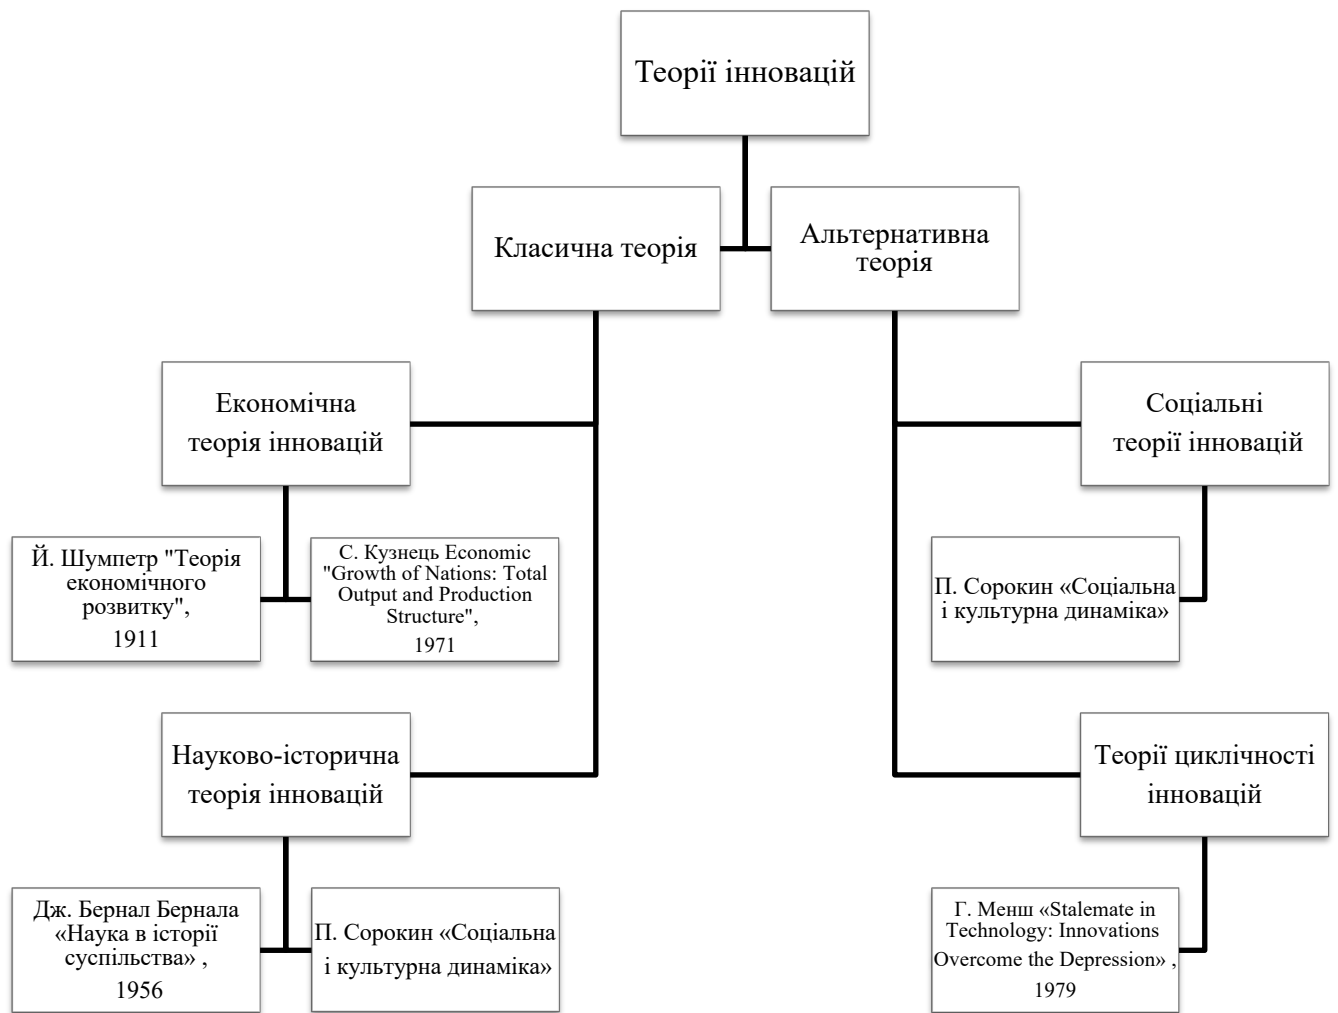 Теорії інновацій
Класична теорія
Альтернативна
теорія
Економічна
теорія інновацій
Соціальні
теорії інновацій
Й. Шумпетр "Теорія
економічного
розвитку",
1911
С. Кузнець Economic
"Growth of Nations: Total
Output and Production
Structure",
1971
П. Сорокин «Соціальна
і культурна динаміка»
Науково-історична
теорія інновацій
Теорії циклічності
інновацій
Дж. Бернал Бернала
«Наука в історії
суспільства» ,
1956
П. Сорокин «Соціальна
і культурна динаміка»
Г. Менш «Stalemate in
Technology: Innovations
Overcome the Depression» ,
1979